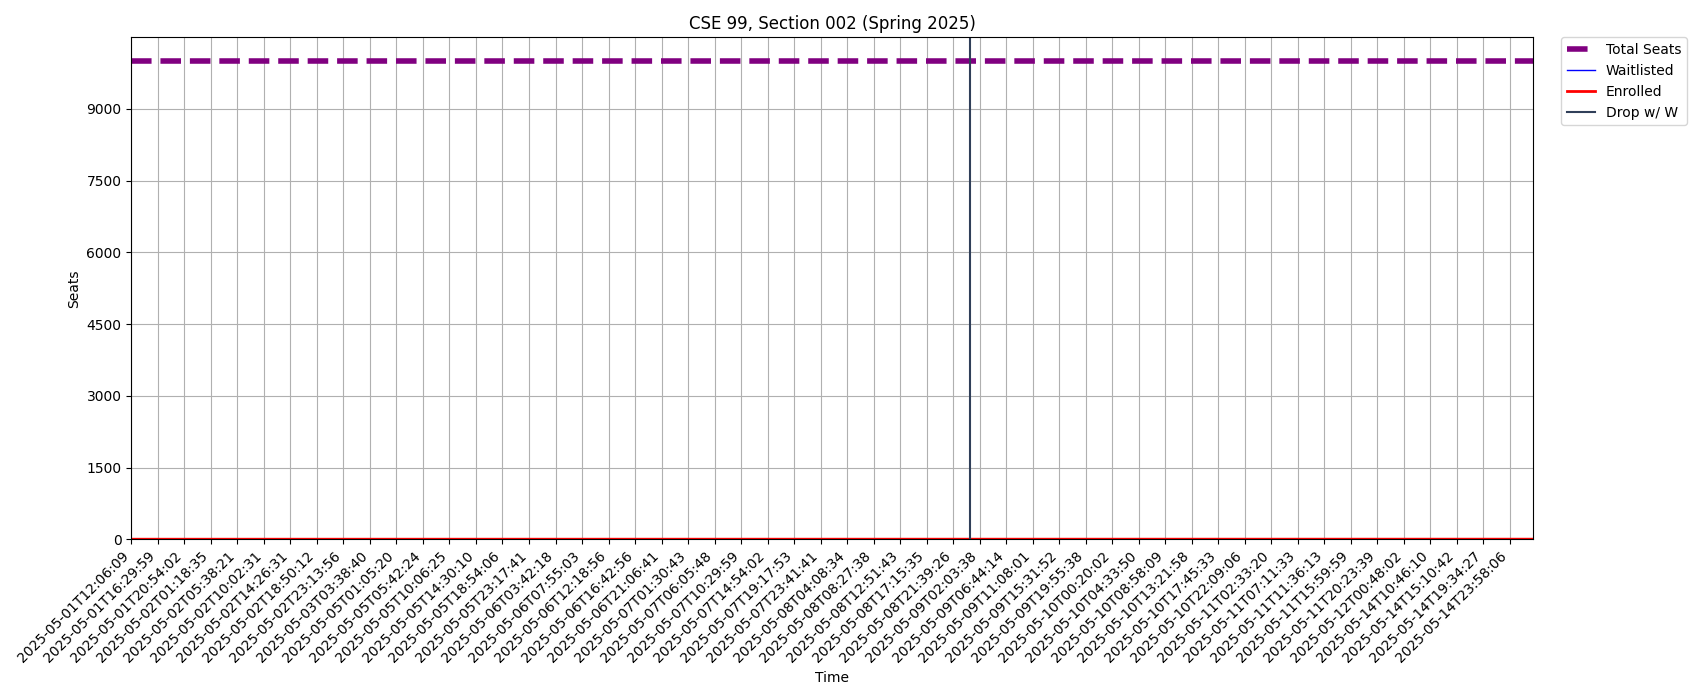 CSE 99, Section 002 (Spring 2025)
Total Seats
Waitlisted
Enrolled
Drop w/ W
9000
7500
6000
4500
3000
1500
0
Seats
2025-05-01T12:06:09
2025-05-01T16:29:59
2025-05-01T20:54:02
2025-05-02T01:18:35
2025-05-02T05:38:21
2025-05-02T10:02:31
2025-05-02T14:26:31
2025-05-02T18:50:12
2025-05-02T23:13:56
2025-05-03T03:38:40
2025-05-05T01:05:20
2025-05-05T05:42:24
2025-05-05T10:06:25
2025-05-05T14:30:10
2025-05-05T18:54:06
2025-05-05T23:17:41
2025-05-06T03:42:18
2025-05-06T07:55:03
2025-05-06T12:18:56
2025-05-06T16:42:56
2025-05-06T21:06:41
2025-05-07T01:30:43
2025-05-07T06:05:48
2025-05-07T10:29:59
2025-05-07T14:54:02
2025-05-07T19:17:53
2025-05-07T23:41:41
2025-05-08T04:08:34
2025-05-08T08:27:38
2025-05-08T12:51:43
2025-05-08T17:15:35
2025-05-08T21:39:26
2025-05-09T02:03:38
2025-05-09T06:44:14
2025-05-09T11:08:01
2025-05-09T15:31:52
2025-05-09T19:55:38
2025-05-10T00:20:02
2025-05-10T04:33:50
2025-05-10T08:58:09
2025-05-10T13:21:58
2025-05-10T17:45:33
2025-05-10T22:09:06
2025-05-11T02:33:20
2025-05-11T07:11:33
2025-05-11T11:36:13
2025-05-11T15:59:59
2025-05-11T20:23:39
2025-05-12T00:48:02
2025-05-14T10:46:10
2025-05-14T15:10:42
2025-05-14T19:34:27
2025-05-14T23:58:06
Time